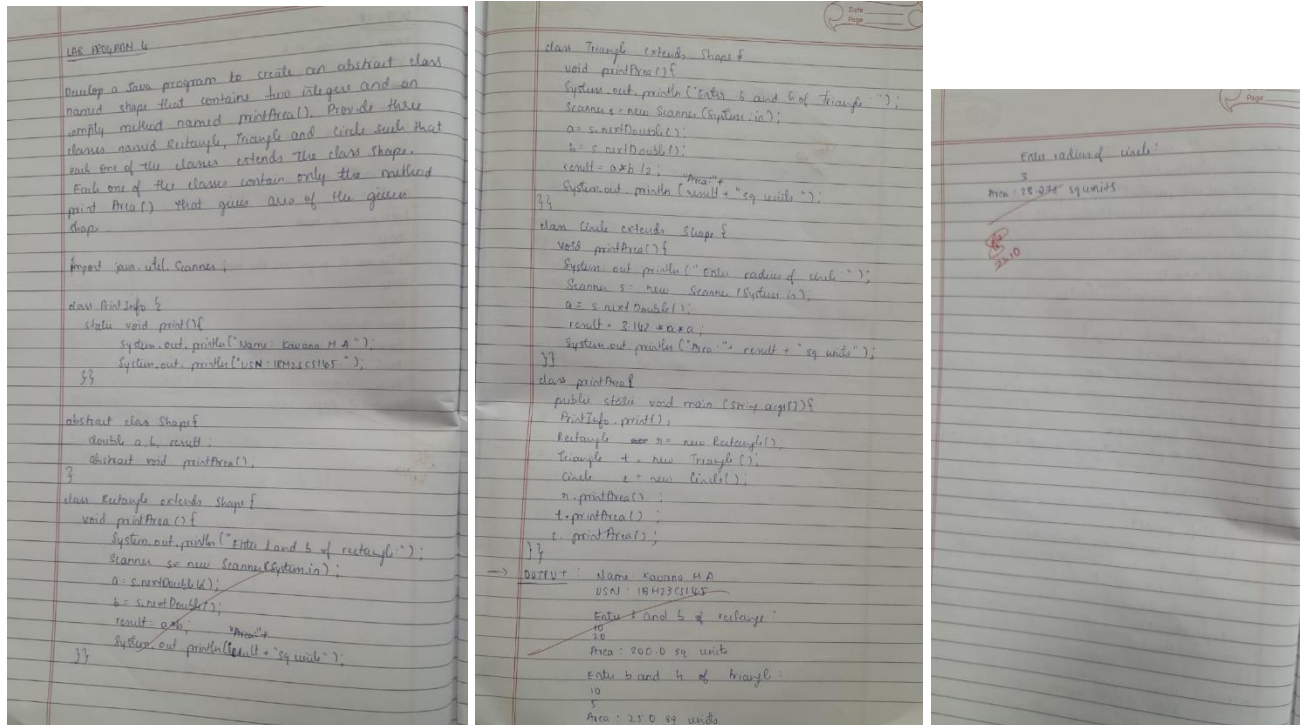 LAB PROGRAM 4
Develop a Java program to create an abstract class
named shape that contains two integers and an
empty method named printArea(). Provide three
classes named Rectangle, Triangle and Circle such that
each one of the classes extends the class shape.
Each one of the classes contain only the method
print Area() that gives area of the given
shape.
import java.util.Scanner;
class PrintInfo {
static void print(){
System.out.println("Name: Kavana M A");
System.out.println("USN: 1BM23CS145");
}}
abstract class Shape{
double a,b, result;
abstract void printArea();
}
class Rectangle extends Shape {
void printArea(){
System.out.println("Enter l and b of rectangle:");
Scanner s= new Scanner(System.in);
a= s.nextDouble();
b= s.nextDouble();
result= a*b;
"Area:"+
System.out.println(result + "sq units");
}}
Date
Page
class Triangle extends Shape {
void printArea(){
System.out.println("Enter b and h of Triangle:");
Scanner s= new Scanner(System.in);
a= s.nextDouble();
b= s.nextDouble();
result= a*b/2;
"Area:"+
System.out.println(result + "sq units");
}}
class Circle extends Shape {
void printArea(){
System.out.println("Enter radius of circle:");
Scanner s= new Scanner(System.in);
a= s.nextDouble();
result= 3.142*a*a;
System.out.println("Area:"+ result + "sq units");
}}
class printArea{
public static void main (String args[]){
PrintInfo.print();
Rectangle r= new Rectangle();
Triangle t= new Triangle();
Circle c= new Circle();
r.printArea();
t.printArea();
c.printArea();
}}
→ OUTPUT: Name: Kavana M A
USN: 1BM23CS145
Enter l and b of rectange:
10
20
Area: 200.0 sq units
Enter b and h of triangle:
10
5
Area: 25.0 sq units
Page
Enter radius of circle:
3
Area: 28.278 sq units